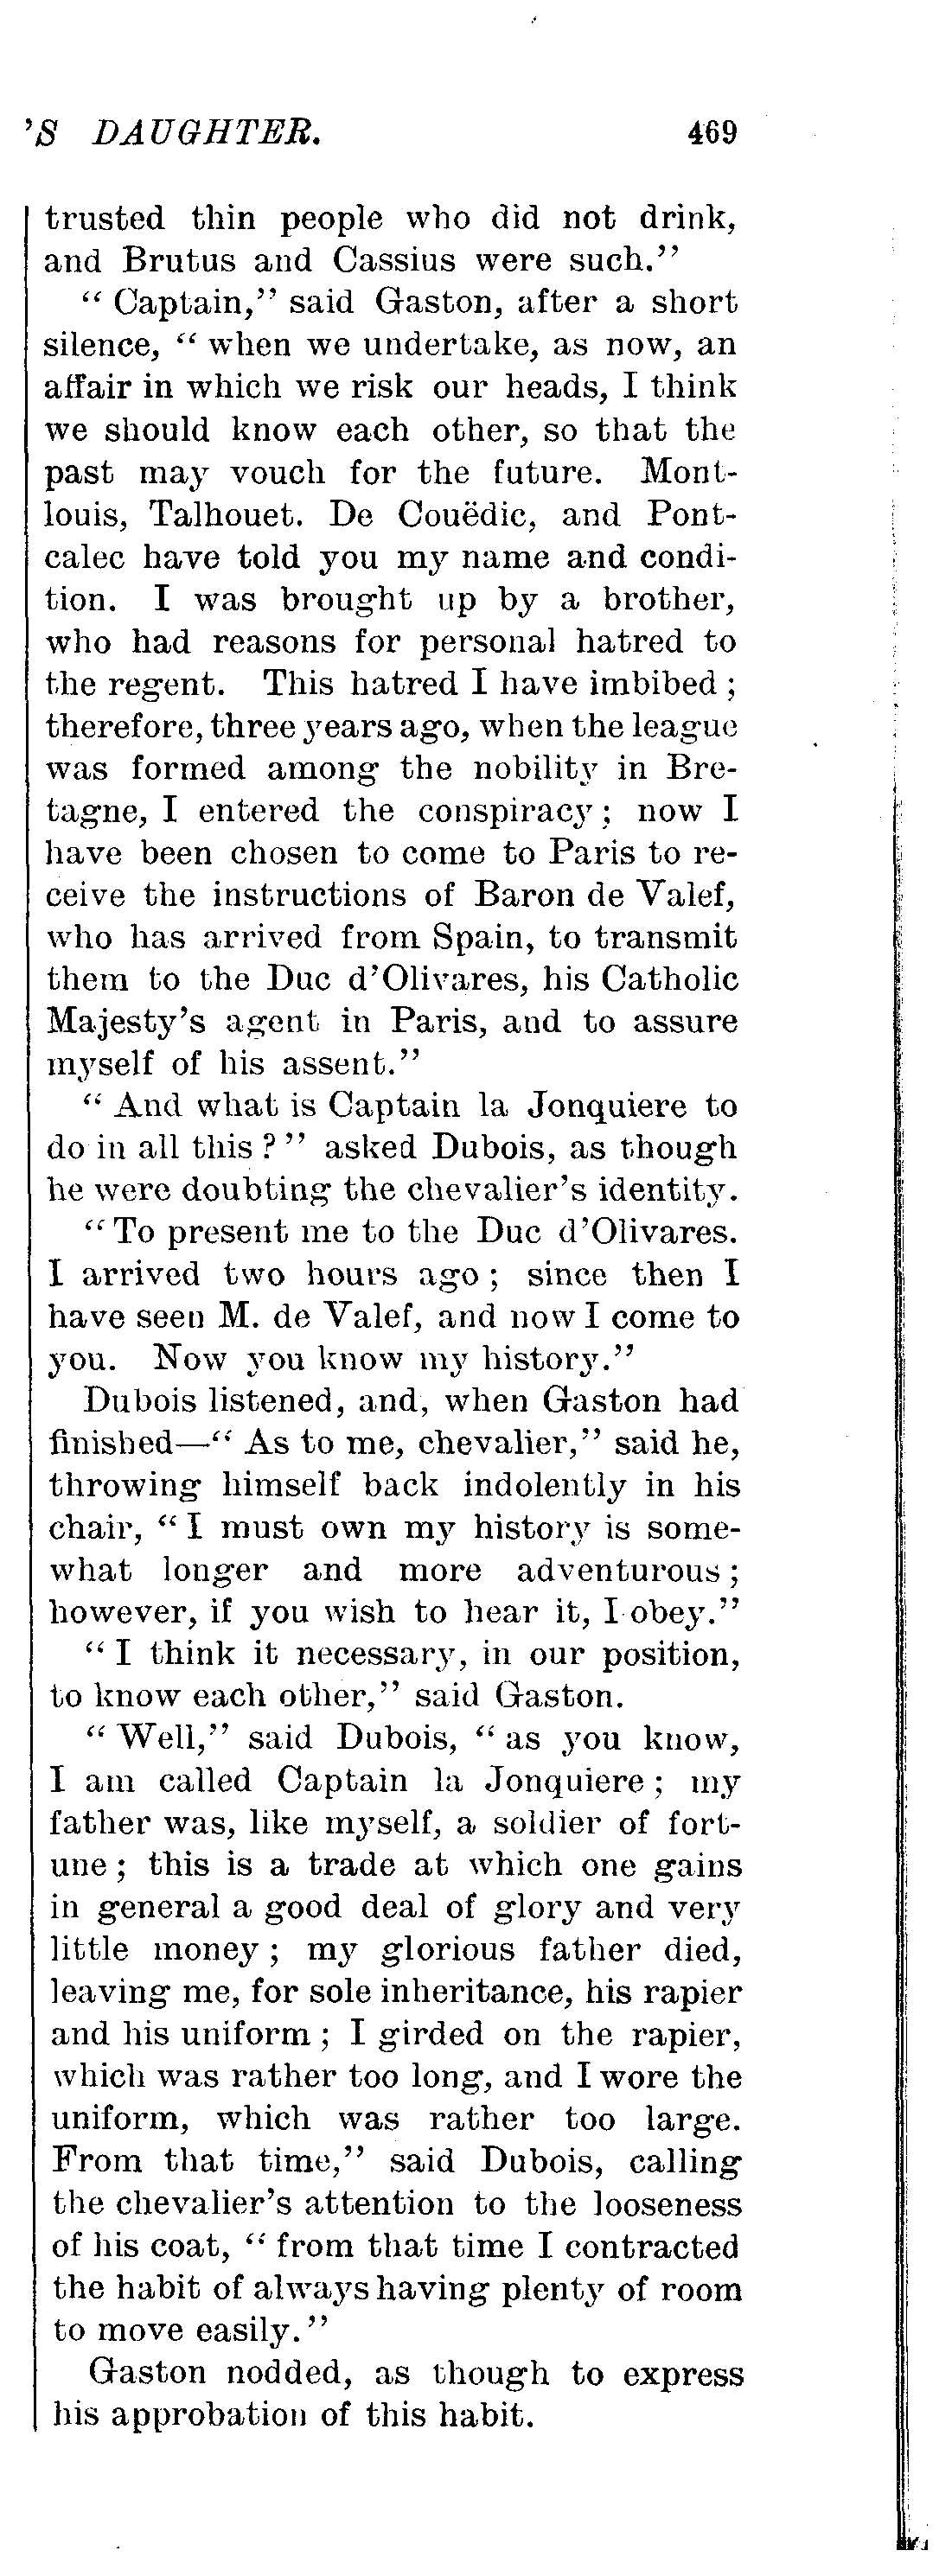 'S DAUGHTER. 469
trusted thin people who did not drink,
and Brutus and Cassius were such."
" Captain," said Gaston, after a short
silence, " when we undertake, as now, an
affair in which we risk our heads, I think
we should know each other, so that the
past may vouch for the future. Mont-
louis, Talhouet. De Couëdic, and Pont-
calec have told you my name and condi-
tion. I was brought up by a brother,
who had reasons for personal hatred to
the regent. This hatred I have imbibed ;
therefore, three years ago, when the league
was formed among the nobility in Bre-
tagne, I entered the conspiracy ; now I
have been chosen to come to Paris to re-
ceive the instructions of Baron de Valef,
who has arrived from Spain, to transmit
them to the Duc d'Olivares, his Catholic
Majesty's agent in Paris, and to assure
myself of his assent."
" And what is Captain la Jonquiere to
do in all this ? " asked Dubois, as though
he were doubting the chevalier's identity.
" To present me to the Duc d'Olivares.
I arrived two hours ago ; since then I
have seen M. de Valef, and now I come to
you. Now you know my history."
Dubois listened, and, when Gaston had
finished—" As to me, chevalier," said he,
throwing himself back indolently in his
chair, " I must own my history is some-
what longer and more adventurous ;
however, if you wish to hear it, I obey."
" I think it necessary, in our position,
to know each other," said Gaston.
" Well," said Dubois, " as you know,
I am called Captain la Jonquiere ; my
father was, like myself, a soldier of fort-
une ; this is a trade at which one gains
in general a good deal of glory and very
little money ; my glorious father died,
leaving me, for sole inheritance, his rapier
and his uniform ; I girded on the rapier,
which was rather too long, and I wore the
uniform, which was rather too large.
From that time," said Dubois, calling
the chevalier's attention to the looseness
of his coat, " from that time I contracted
the habit of always having plenty of room
to move easily."
Gaston nodded, as though to express
his approbation of this habit.